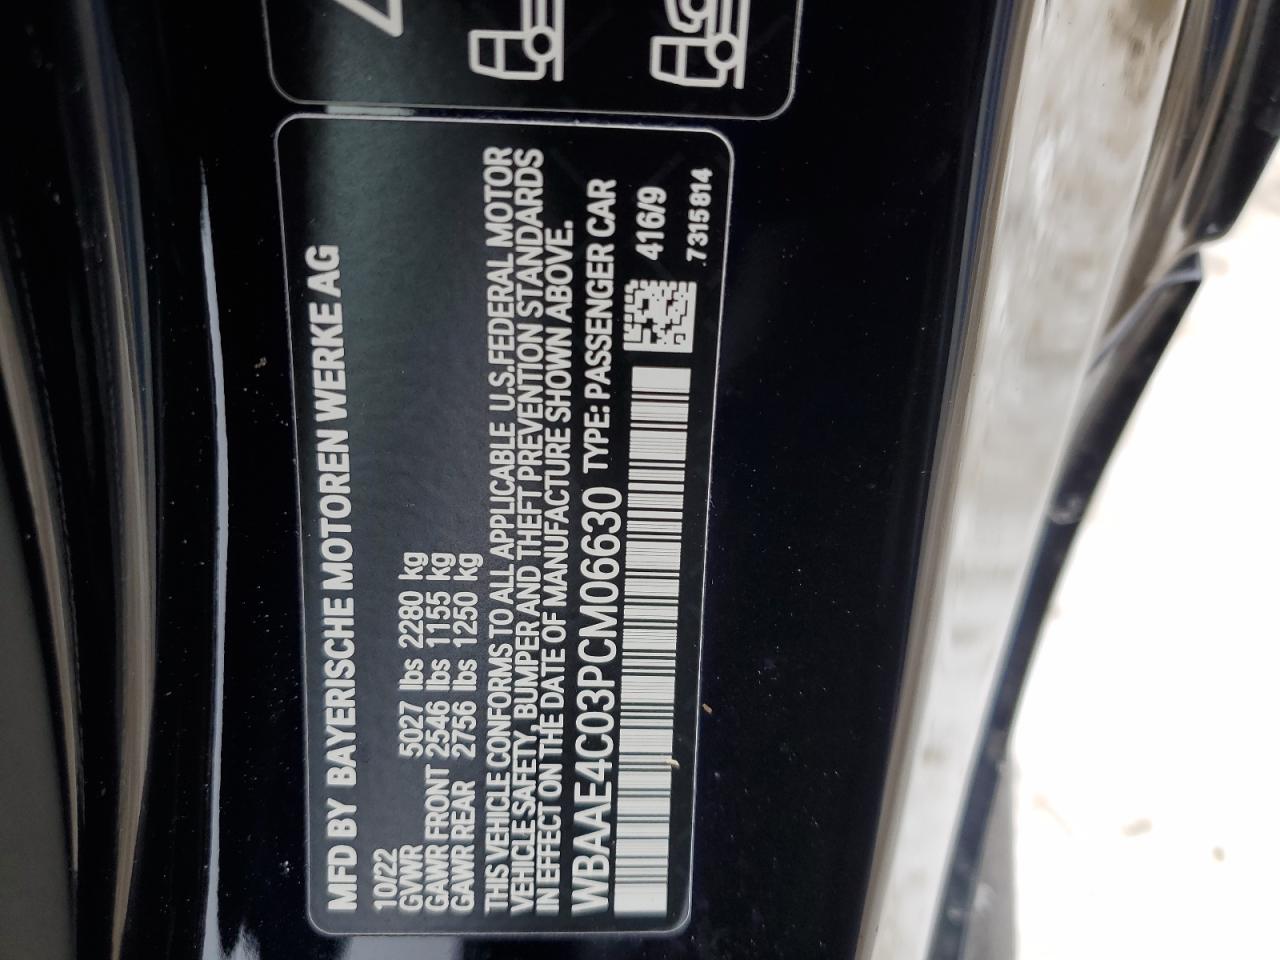 MFD BY BAYERISCHE MOTOREN WERKE AG
10/22
GVWR 5027 lbs 2280 kg
GAWR FRONT 2546 lbs 1155 kg
GAWR REAR 2756 lbs 1250 kg
THIS VEHICLE CONFORMS TO ALL APPLICABLE U.S.FEDERAL MOTOR
VEHICLE SAFETY, BUMPER AND THEFT PREVENTION STANDARDS
IN EFFECT ON THE DATE OF MANUFACTURE SHOWN ABOVE.
WBAAE4C03PCM06630 TYPE: PASSENGER CAR
416/9
7315814